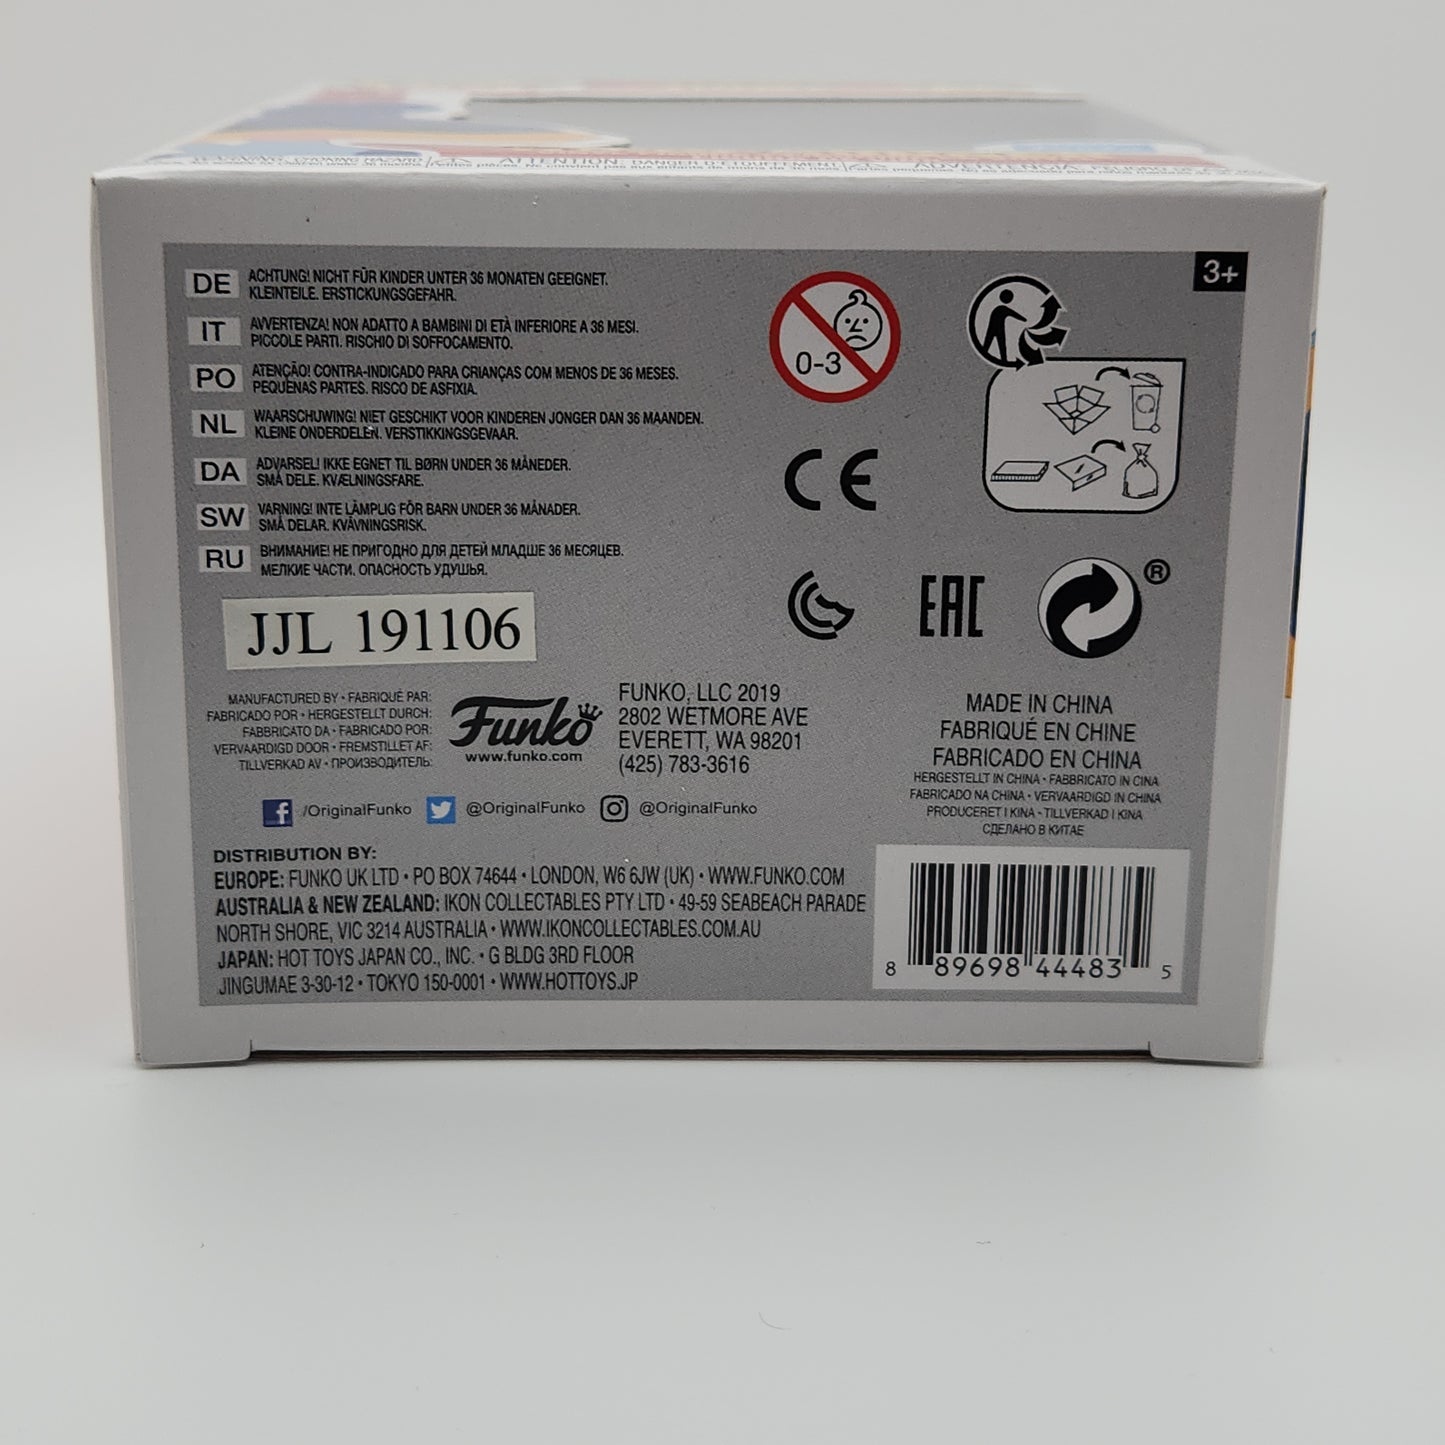 WARNING: CHOKING HAZARD
ATTENTION: DANGER D'ÉTOUFFEMENT
3+
DE ACHTUNG! NICHT FÜR KINDER UNTER 36 MONATEN GEEIGNET.
KLEINTEILE. ERSTICKUNGSGEFAHR.
IT AVVERTENZA! NON ADATTO A BAMBINI DI ETÀ INFERIORE A 36 MESI.
PICCOLE PARTI. RISCHIO DI SOFFOCAMENTO.
PO ATENÇÃO! CONTRA-INDICADO PARA CRIANÇAS COM MENOS DE 36 MESES.
PEQUENAS PARTES. RISCO DE ASFIXIA.
NL WAARSCHUWING! NIET GESCHIKT VOOR KINDEREN JONGER DAN 36 MAANDEN.
KLEINE ONDERDELEN. VERSTIKKINGSGEVAAR.
DA ADVARSEL! IKKE EGNET TIL BØRN UNDER 36 MÅNEDER.
SMÅ DELE. KVÆLNINGSFARE.
SW VARNING! INTE LÄMPLIG FÖR BARN UNDER 36 MÅNADER.
SMÅ DELAR. KVÄVNINGSRISK.
RU ВНИМАНИЕ! НЕ ПРИГОДНО ДЛЯ ДЕТЕЙ МЛАДШЕ 36 МЕСЯЦЕВ.
МЕЛКИЕ ЧАСТИ. ОПАСНОСТЬ УДУШЬЯ.
0-3
CE
EAC
®
JJL 191106
MANUFACTURED BY • FABRIQUÉ PAR:
FABRICADO POR • HERGESTELLT DURCH:
FABBRICATO DA • FABRICADO POR:
VERVAARDIGD DOOR • FREMSTILLET AF:
TILLVERKAD AV • ПРОИЗВОДИТЕЛЬ:
Funko
www.funko.com
FUNKO, LLC 2019
2802 WETMORE AVE
EVERETT, WA 98201
(425) 783-3616
MADE IN CHINA
FABRIQUÉ EN CHINE
FABRICADO EN CHINA
HERGESTELLT IN CHINA • FABBRICATO IN CINA
FABRICADO NA CHINA • VERVAARDIGD IN CHINA
PRODUCERET I KINA • TILLVERKAD I KINA
СДЕЛАНО В КИТАЕ
f /OriginalFunko @OriginalFunko @OriginalFunko
DISTRIBUTION BY:
EUROPE: FUNKO UK LTD • PO BOX 74644 • LONDON, W6 6JW (UK) • WWW.FUNKO.COM
AUSTRALIA & NEW ZEALAND: IKON COLLECTABLES PTY LTD • 49-59 SEABEACH PARADE
NORTH SHORE, VIC 3214 AUSTRALIA • WWW.IKONCOLLECTABLES.COM.AU
JAPAN: HOT TOYS JAPAN CO., INC. • G BLDG 3RD FLOOR
JINGUMAE 3-30-12 • TOKYO 150-0001 • WWW.HOTTOYS.JP
8 89698 44483 5